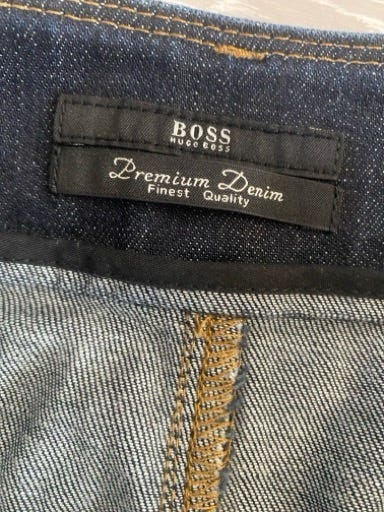 BOSS
HUGO BOSS
Premium Denim
Finest Quality